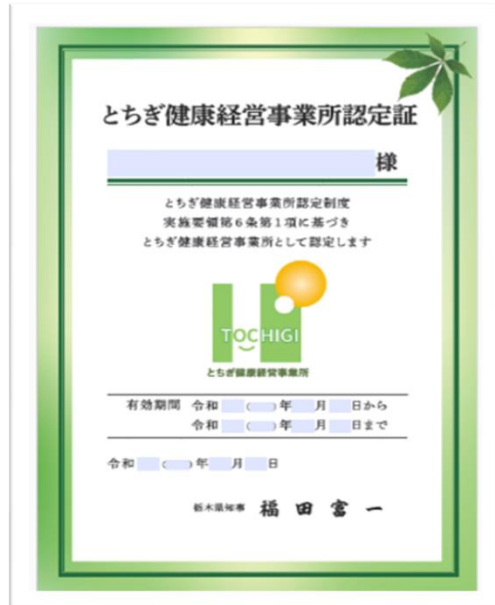 とちぎ健康経営事業所認定証
様
とちぎ健康経営事業所認定制度
実施要領第6条第1項に基づき
とちぎ健康経営事業所として認定します
TOCHIGI
とちぎ健康経営事業所
有効期間 令和 ( )年 月 日から
令和 ( )年 月 日まで
令和 ( )年 月 日
栃木県知事 福田富一